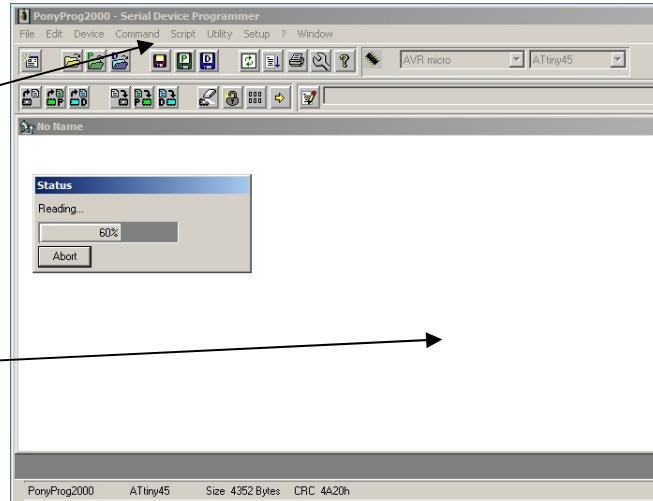 PonyProg2000 - Serial Device Programmer
File Edit Device Command Script Utility Setup ? Window
AVR micro ATtiny45
No Name
Status
Reading...
60%
Abort
PonyProg2000 ATtiny45 Size 4352 Bytes CRC 4A20h